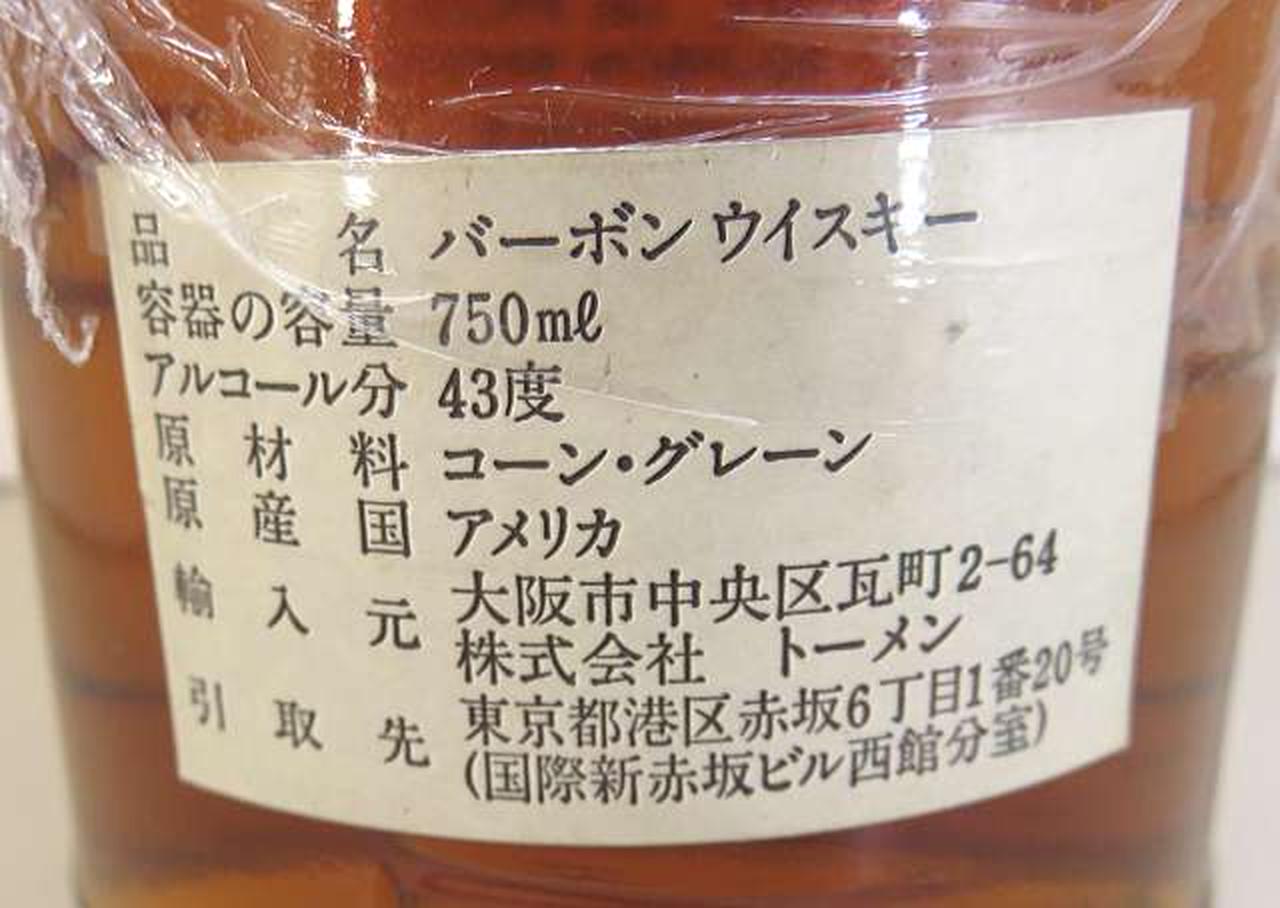 品名 バーボン ウイスキー
容器の容量 750mℓ
アルコール分 43度
原材料 コーン・グレーン
原産国 アメリカ
輸入元 大阪市中央区瓦町2-64
株式会社 トーメン
引取先 東京都港区赤坂6丁目1番20号
(国際新赤坂ビル西館分室)